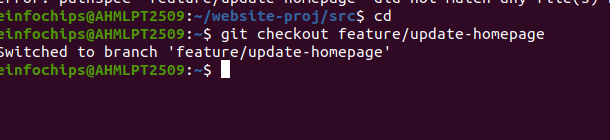 error: pathspec 'feature/update-homepage' did not match any file(s)
einfochips@AHMLPT2509:~/website-proj/src$ cd
einfochips@AHMLPT2509:~$ git checkout feature/update-homepage
Switched to branch 'feature/update-homepage'
einfochips@AHMLPT2509:~$